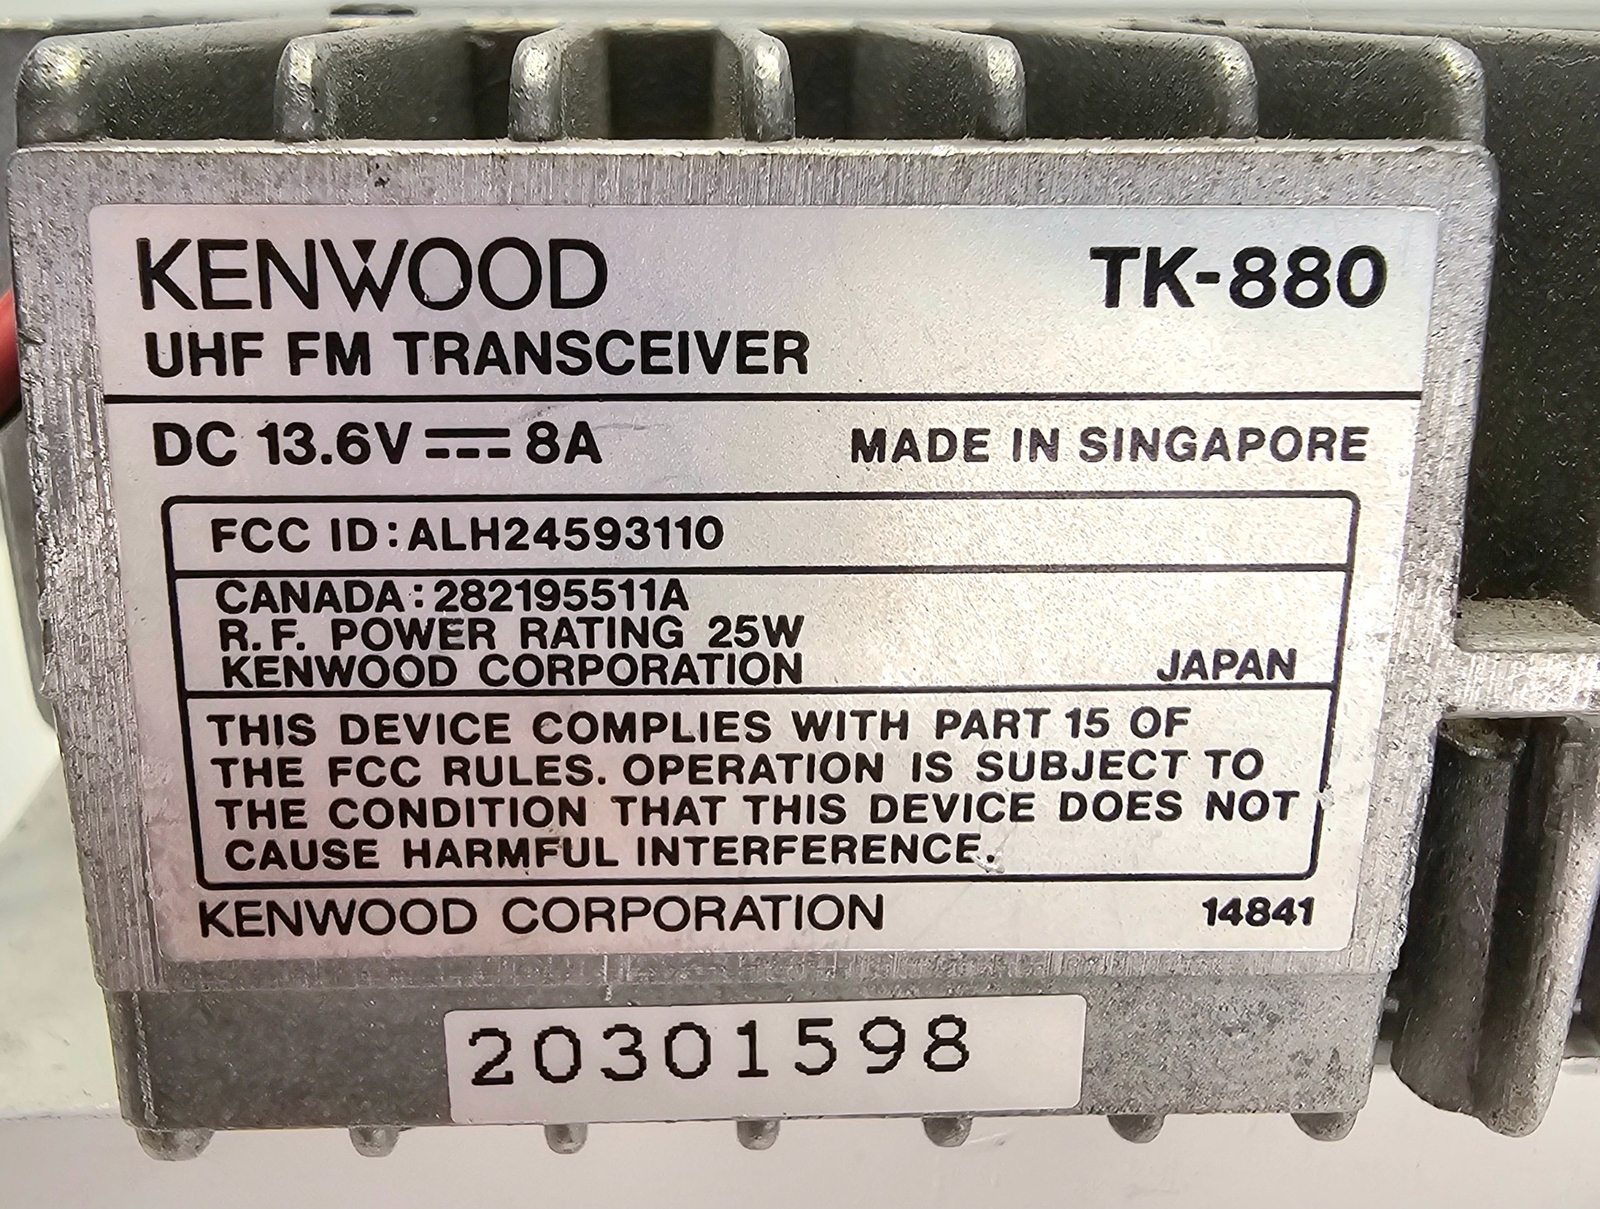 KENWOOD TK-880
UHF FM TRANSCEIVER
DC 13.6V ⎓ 8A MADE IN SINGAPORE
FCC ID:ALH24593110
CANADA:282195511A
R.F. POWER RATING 25W
KENWOOD CORPORATION JAPAN
THIS DEVICE COMPLIES WITH PART 15 OF
THE FCC RULES. OPERATION IS SUBJECT TO
THE CONDITION THAT THIS DEVICE DOES NOT
CAUSE HARMFUL INTERFERENCE.
KENWOOD CORPORATION 14841
20301598